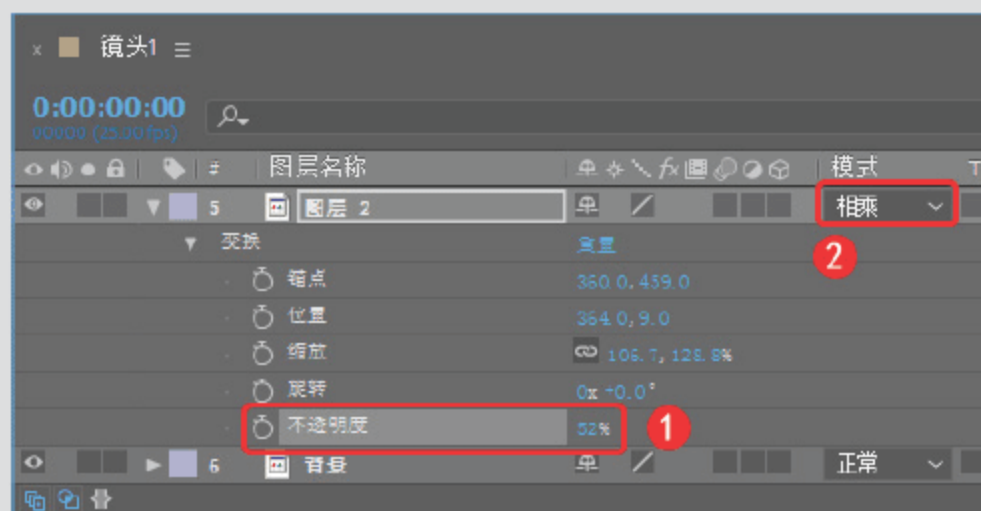 镜头1
0:00:00:00
00000 (25.00 fps)
# 图层名称 模式 T
5 图层 2 相乘
2
变换 重置
锚点 360.0,459.0
位置 364.0,9.0
缩放 106.7,128.8%
旋转 0x +0.0°
不透明度 52% 1
6 背景 正常